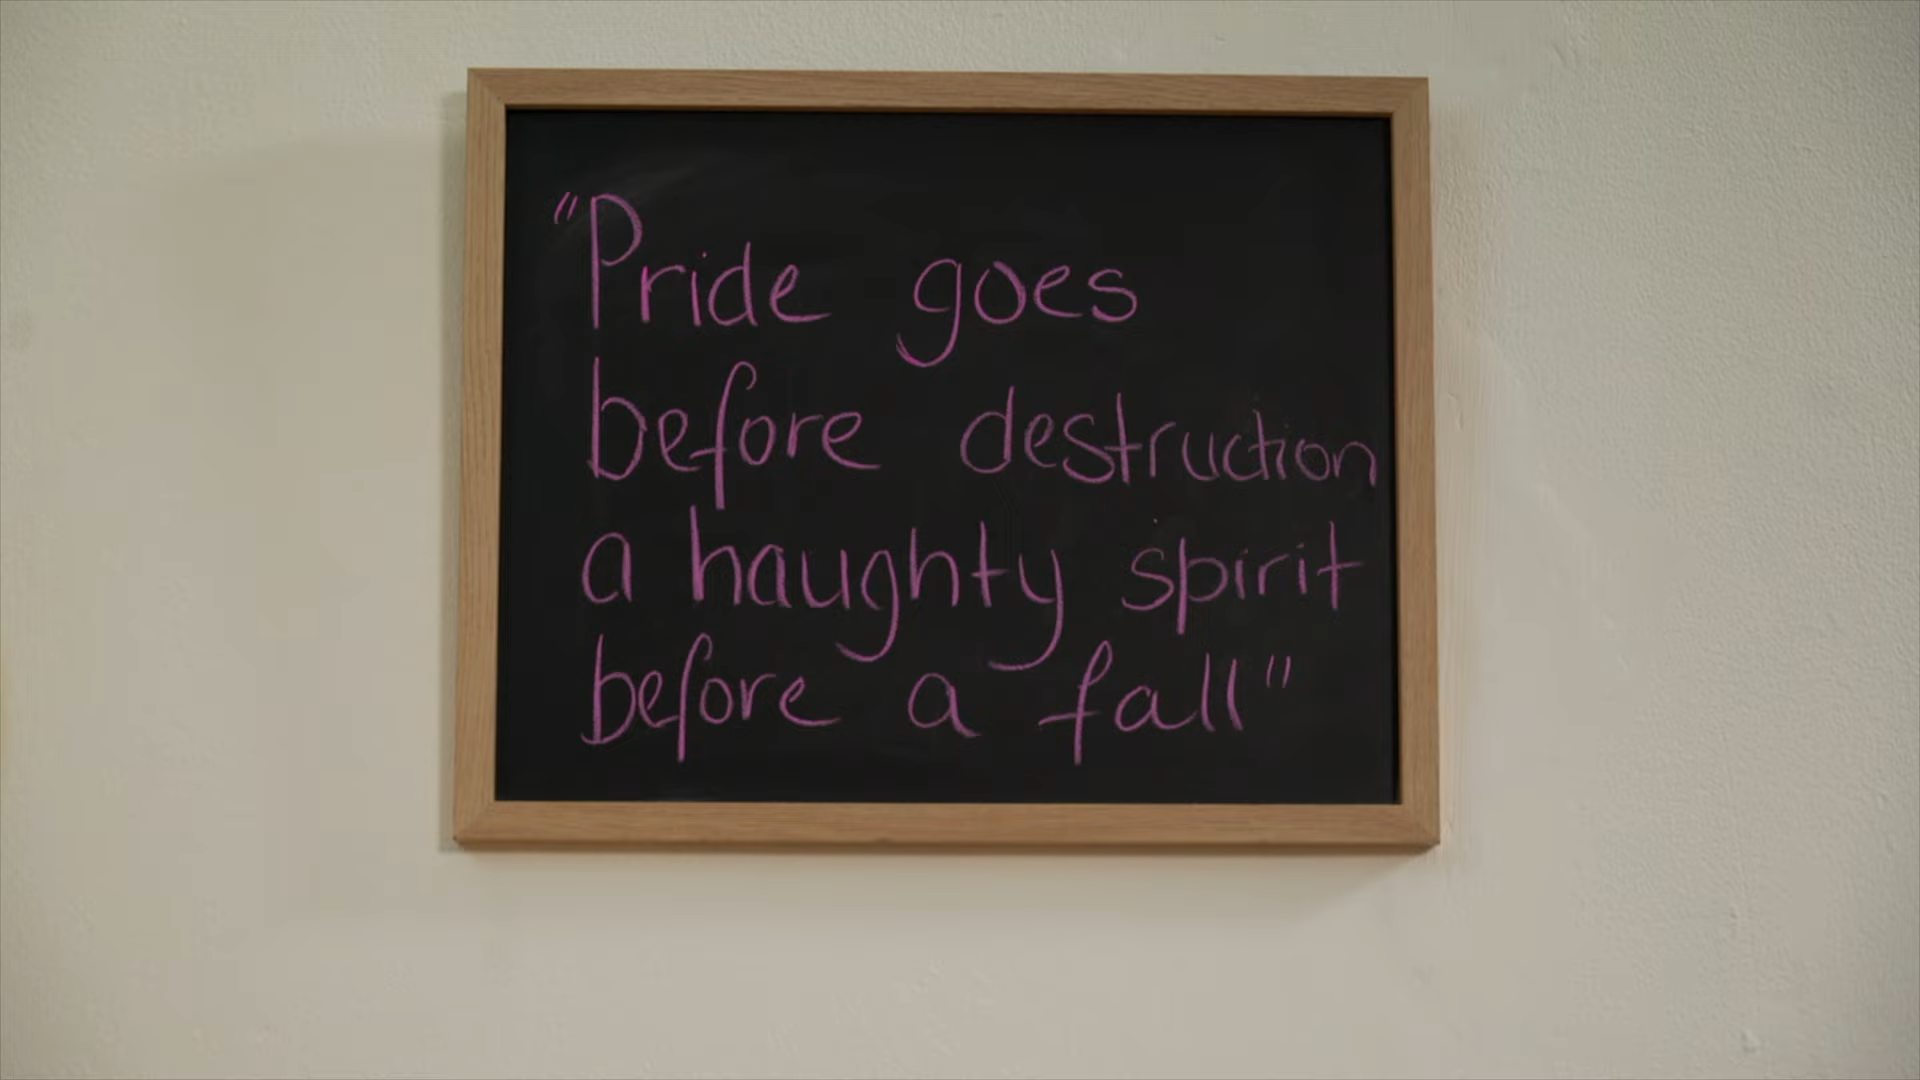 "Pride goes
before destruction
a haughty spirit
before a fall"